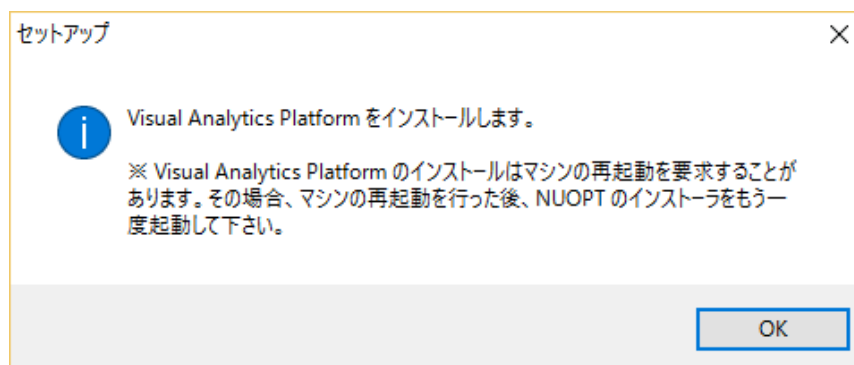 セットアップ
Visual Analytics Platform をインストールします。
※ Visual Analytics Platform のインストールはマシンの再起動を要求することが
あります。その場合、マシンの再起動を行った後、NUOPT のインストーラをもう一
度起動して下さい。
OK